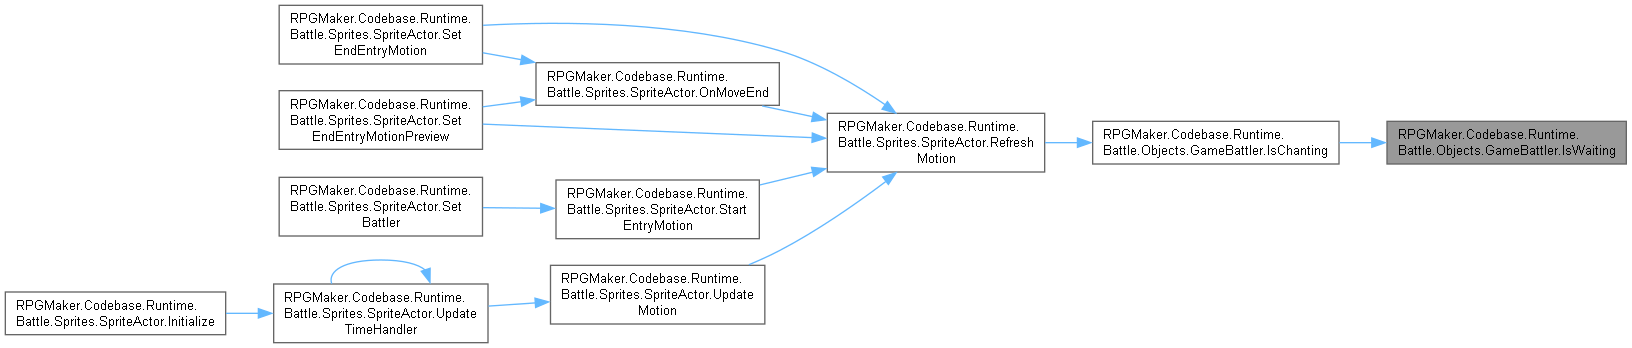 RPGMaker.Codebase.Runtime.
Battle.Sprites.SpriteActor.Set
EndEntryMotion
RPGMaker.Codebase.Runtime.
Battle.Sprites.SpriteActor.OnMoveEnd
RPGMaker.Codebase.Runtime.
Battle.Sprites.SpriteActor.Set
EndEntryMotionPreview
RPGMaker.Codebase.Runtime.
Battle.Sprites.SpriteActor.Refresh
Motion
RPGMaker.Codebase.Runtime.
Battle.Objects.GameBattler.IsChanting
RPGMaker.Codebase.Runtime.
Battle.Objects.GameBattler.IsWaiting
RPGMaker.Codebase.Runtime.
Battle.Sprites.SpriteActor.Set
Battler
RPGMaker.Codebase.Runtime.
Battle.Sprites.SpriteActor.Start
EntryMotion
RPGMaker.Codebase.Runtime.
Battle.Sprites.SpriteActor.Initialize
RPGMaker.Codebase.Runtime.
Battle.Sprites.SpriteActor.Update
TimeHandler
RPGMaker.Codebase.Runtime.
Battle.Sprites.SpriteActor.Update
Motion